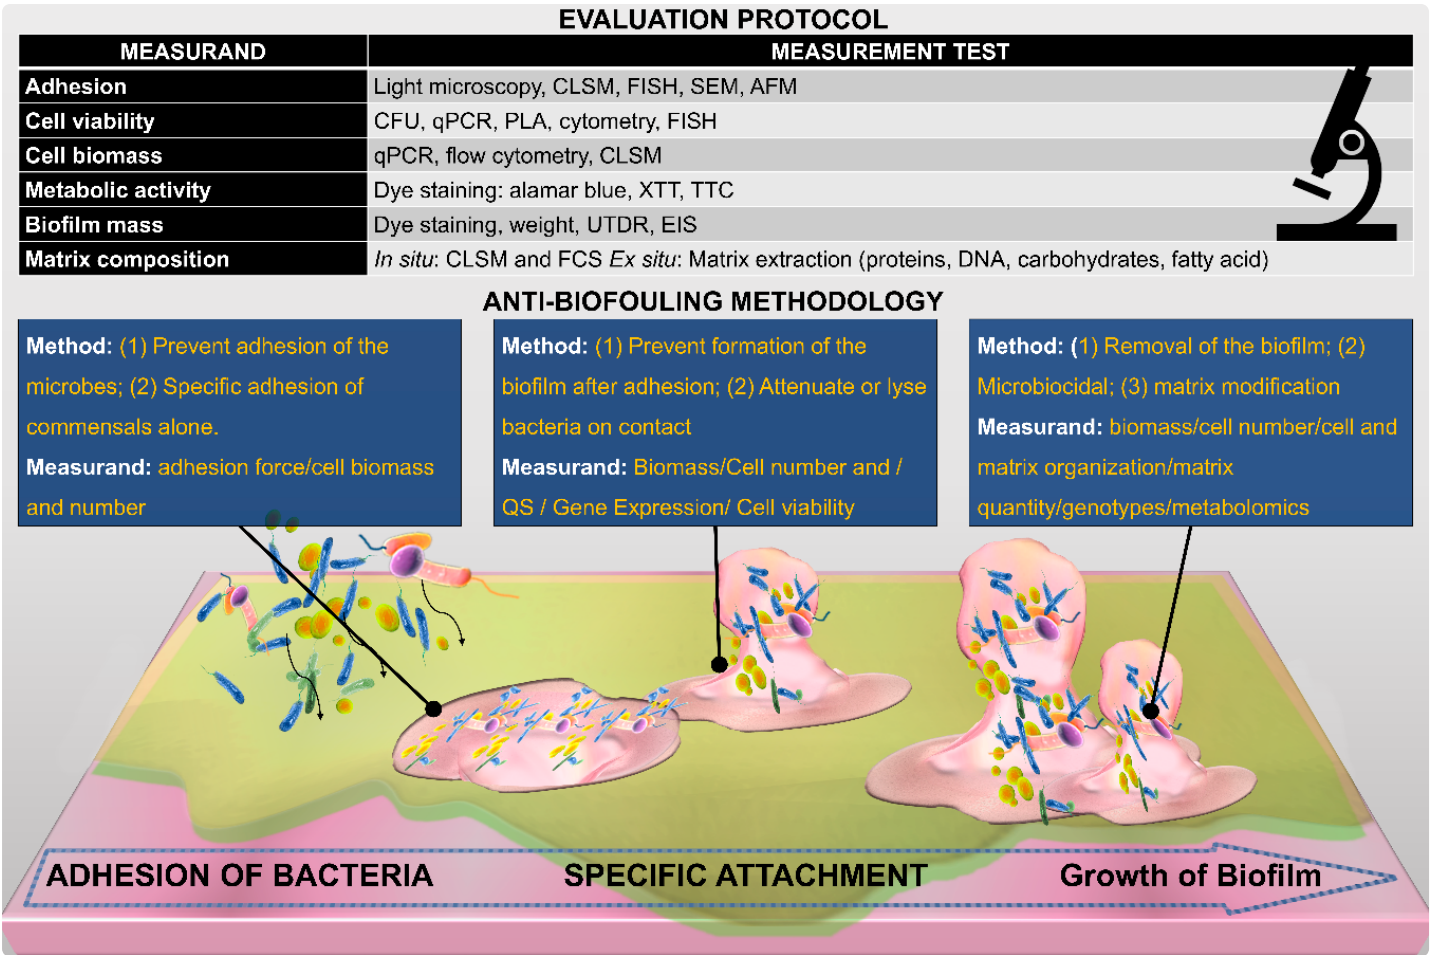 EVALUATION PROTOCOL
MEASURAND MEASUREMENT TEST
Adhesion Light microscopy, CLSM, FISH, SEM, AFM
Cell viability CFU, qPCR, PLA, cytometry, FISH
Cell biomass qPCR, flow cytometry, CLSM
Metabolic activity Dye staining: alamar blue, XTT, TTC
Biofilm mass Dye staining, weight, UTDR, EIS
Matrix composition In situ: CLSM and FCS Ex situ: Matrix extraction (proteins, DNA, carbohydrates, fatty acid)
ANTI-BIOFOULING METHODOLOGY
Method: (1) Prevent adhesion of the
microbes; (2) Specific adhesion of
commensals alone.
Measurand: adhesion force/cell biomass
and number
Method: (1) Prevent formation of the
biofilm after adhesion; (2) Attenuate or lyse
bacteria on contact
Measurand: Biomass/Cell number and /
QS / Gene Expression/ Cell viability
Method: (1) Removal of the biofilm; (2)
Microbiocidal; (3) matrix modification
Measurand: biomass/cell number/cell and
matrix organization/matrix
quantity/genotypes/metabolomics
ADHESION OF BACTERIA SPECIFIC ATTACHMENT Growth of Biofilm